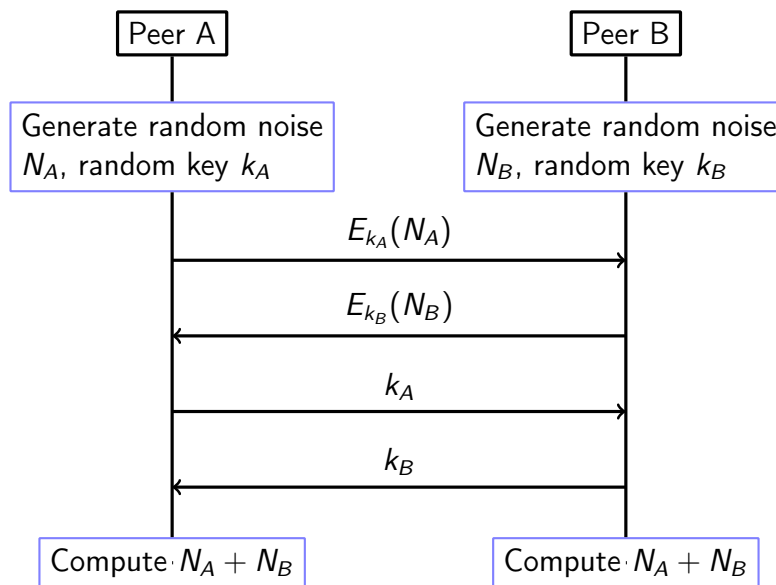 Peer A
Peer B
Generate random noise
N_A, random key k_A
Generate random noise
N_B, random key k_B
E_{k_A}(N_A)
E_{k_B}(N_B)
k_A
k_B
Compute N_A + N_B
Compute N_A + N_B